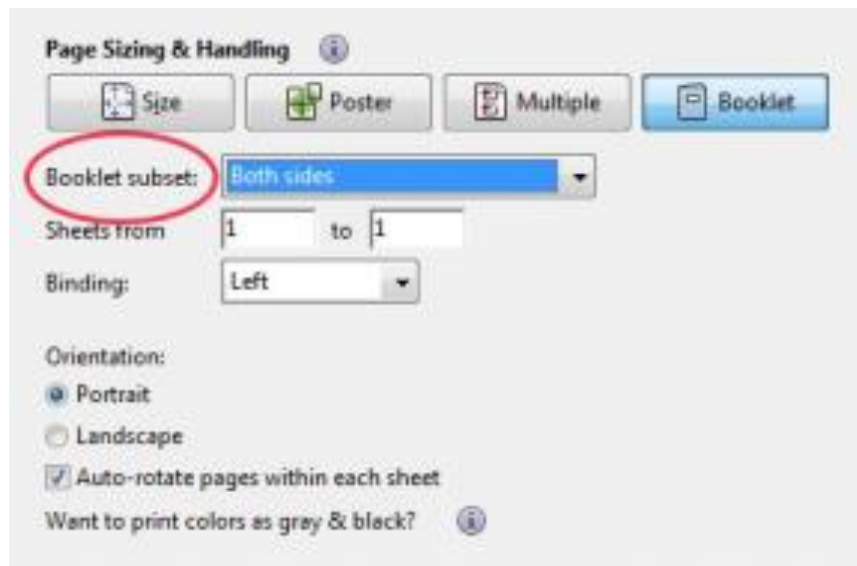 Page Sizing & Handling
Size Poster Multiple Booklet
Booklet subset: Both sides
Sheets from 1 to 1
Binding: Left
Orientation:
Portrait
Landscape
Auto-rotate pages within each sheet
Want to print colors as gray & black?